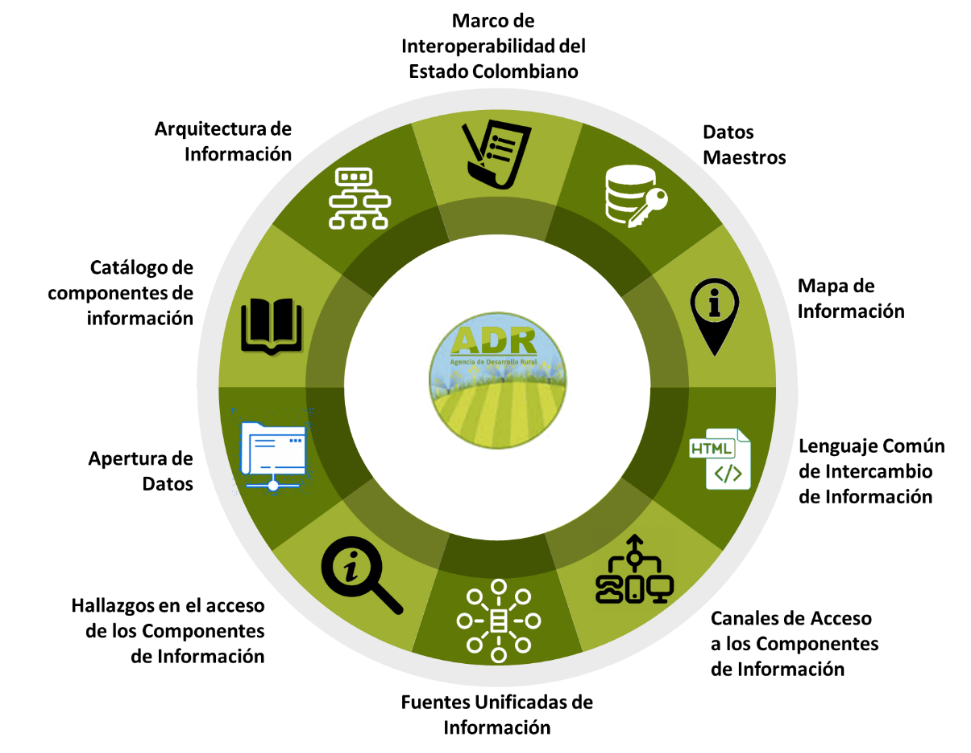 Marco de
Interoperabilidad del
Estado Colombiano
Datos
Maestros
Mapa de
Información
Lenguaje Común
de Intercambio
de Información
HTML
</>
Canales de Acceso
a los Componentes
de Información
Fuentes Unificadas de
Información
Hallazgos en el acceso
de los Componentes
de Información
i
Apertura de
Datos
Catálogo de
componentes de
información
Arquitectura de
Información
i
ADR
Agencia de Desarrollo Rural